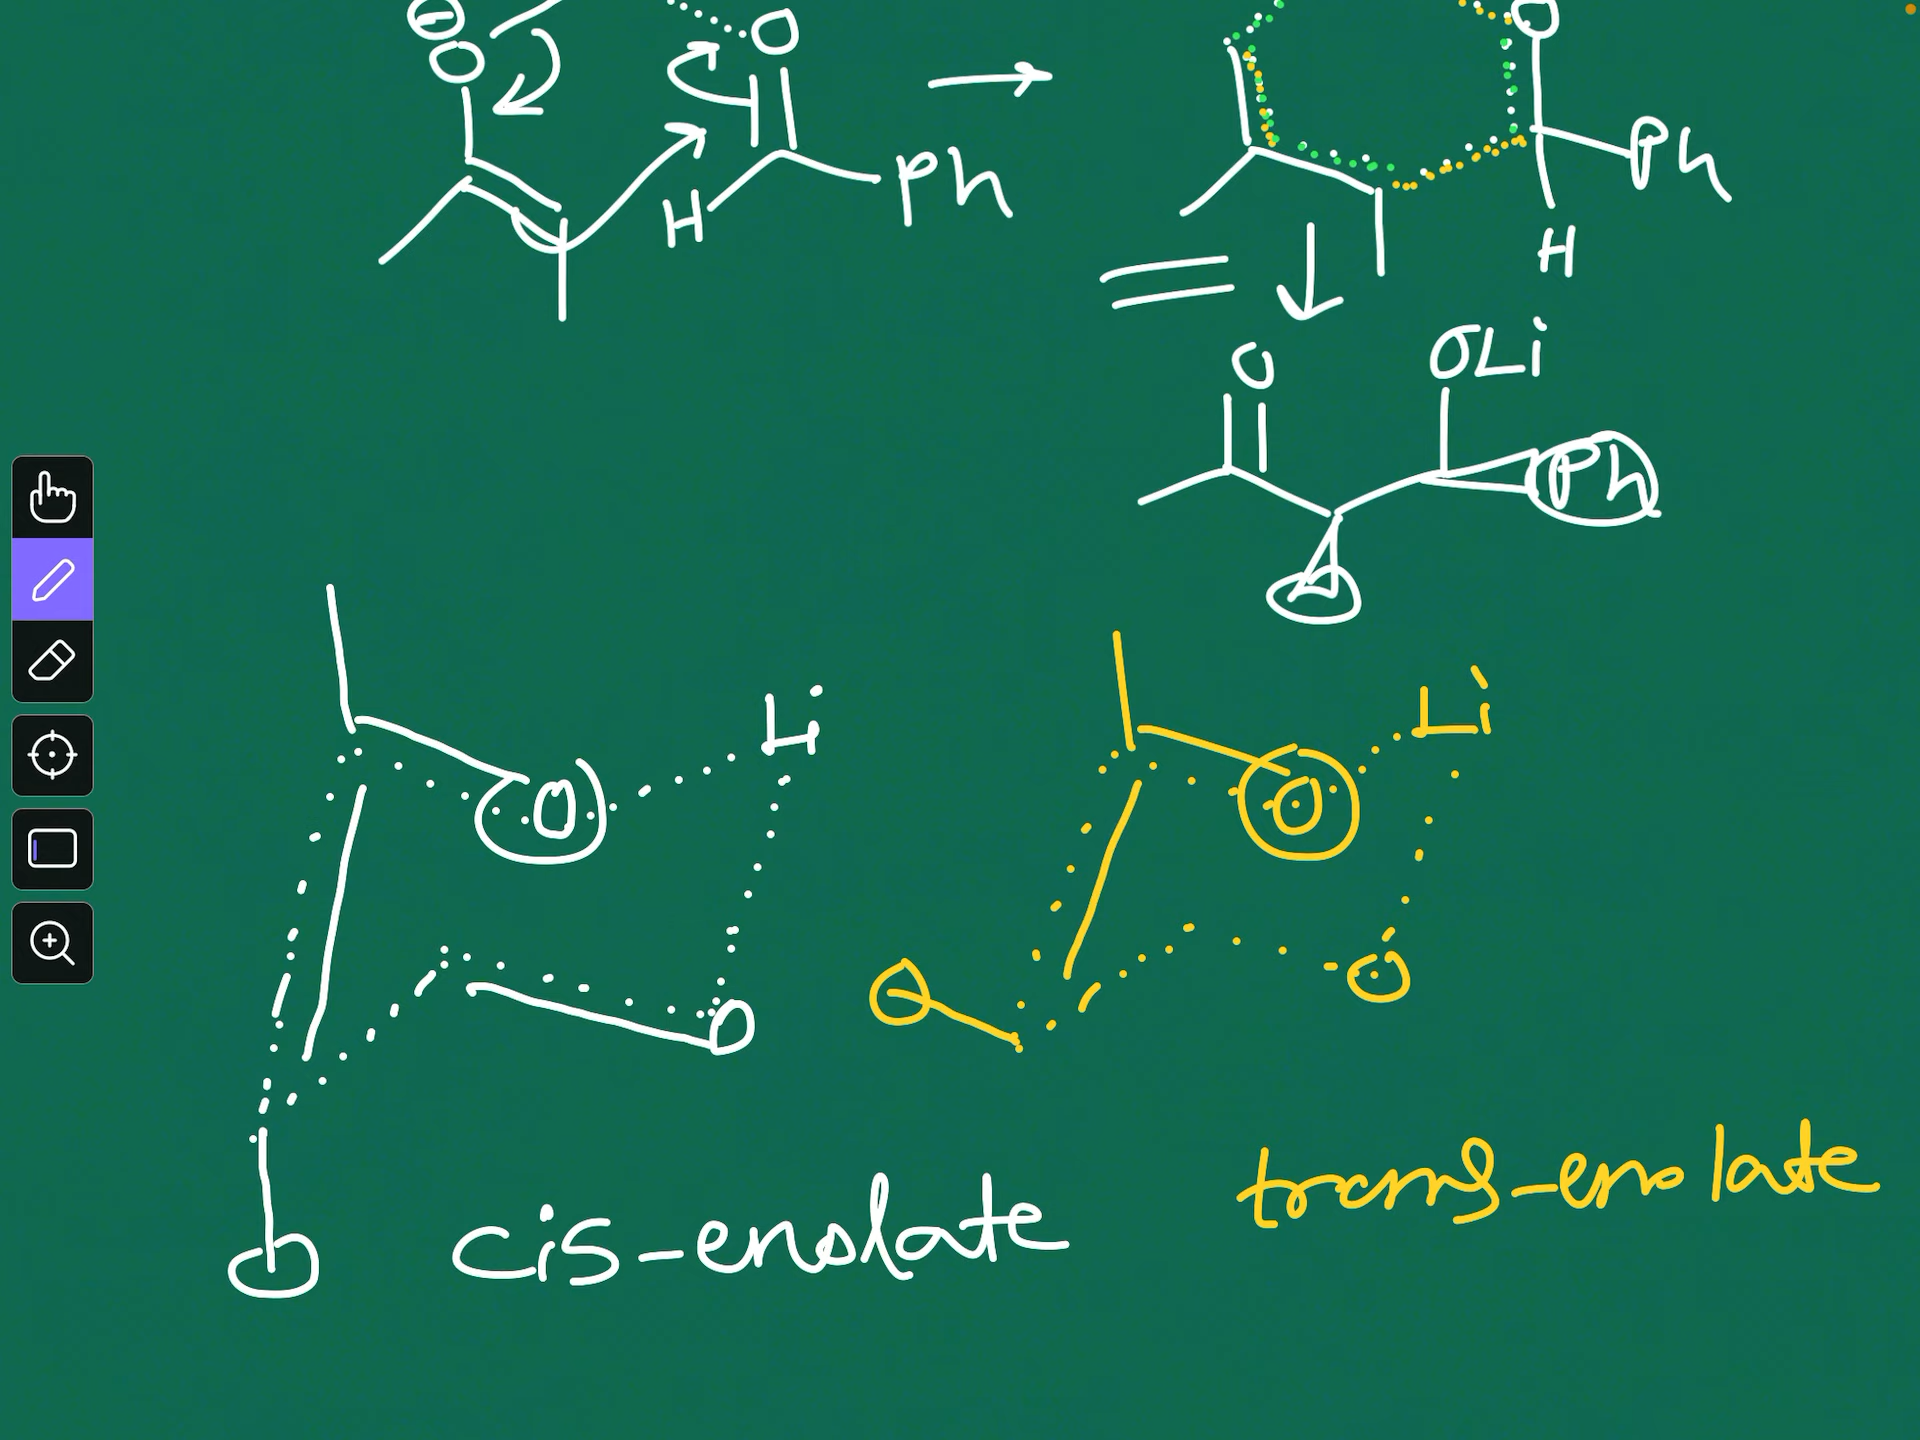 ⊖
O
O
O
Ph
H
Ph
H
O
OLi
Ph
Li
O
O
Li
O
O
cis-enolate
trans-enolate